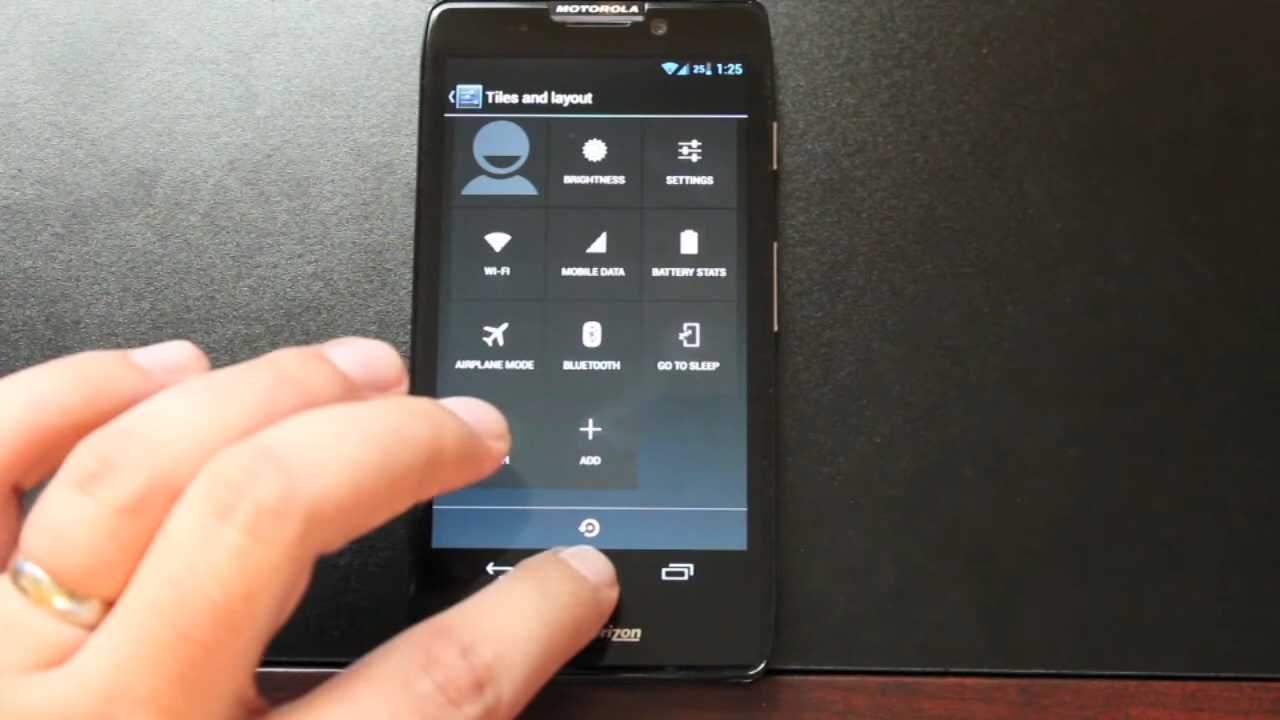 MOTOROLA
25 1:25
Tiles and layout
BRIGHTNESS
SETTINGS
WI-FI
MOBILE DATA
BATTERY STATS
AIRPLANE MODE
BLUETOOTH
GO TO SLEEP
ADD